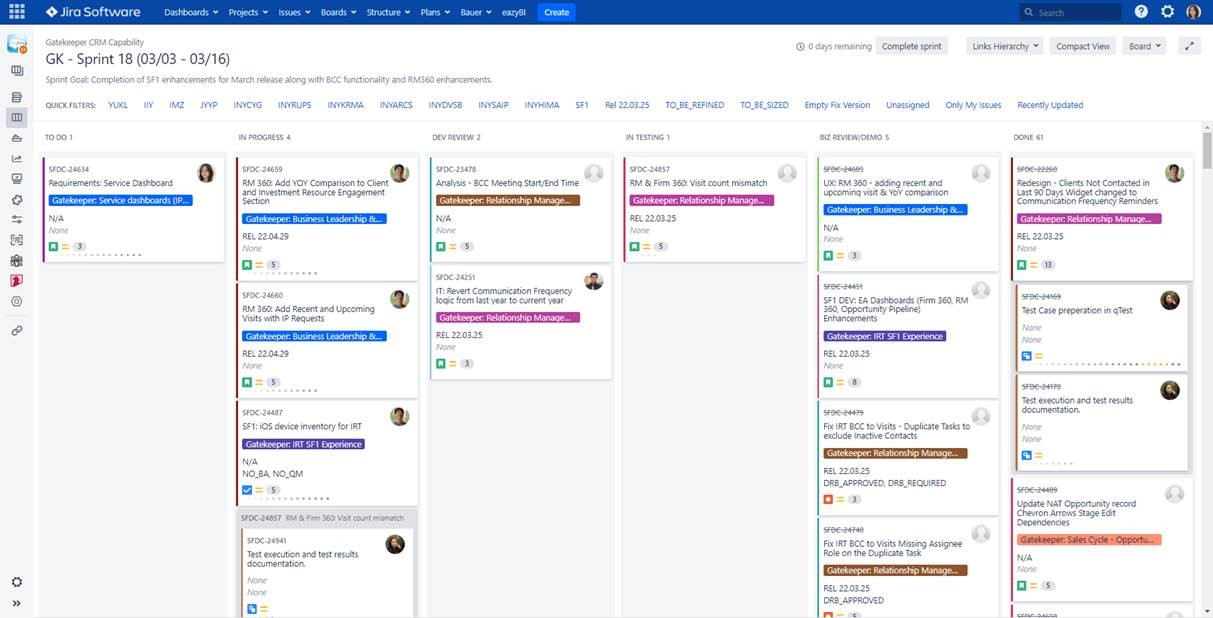 Jira Software
Dashboards
Projects
Issues
Boards
Structure
Plans
Bauer
eazyBI
Create
Search
Gatekeeper CRM Capability
GK - Sprint 18 (03/03 - 03/16)
0 days remaining
Complete sprint
Links Hierarchy
Compact View
Board
Sprint Goal: Completion of SF1 enhancements for March release along with BCC functionality and RM360 enhancements.
QUICK FILTERS:
YUKL
IIY
IMZ
JYYP
INYCYG
INYRUPS
INYKRMA
INYARCS
INYDVSB
INYSAIP
INYHIMA
SF1
Rel 22.03.25
TO_BE_REFINED
TO_BE_SIZED
Empty Fix Version
Unassigned
Only My Issues
Recently Updated
TO DO 1
SFDC-24634
Requirements: Service Dashboard
Gatekeeper: Service dashboards (IP...
N/A
None
3
IN PROGRESS 4
SFDC-24659
RM 360: Add YOY Comparison to Client
and Investment Resource Engagement
Section
Gatekeeper: Business Leadership &...
REL 22.04.29
None
5
SFDC-24660
RM 360: Add Recent and Upcoming
Visits with IP Requests
Gatekeeper: Business Leadership &...
REL 22.04.29
None
5
SFDC-24487
SF1: iOS device inventory for IRT
Gatekeeper: IRT SF1 Experience
N/A
NO_BA, NO_QM
5
SFDC-24857 RM & Firm 360: Visit count mismatch
SFDC-24941
Test execution and test results
documentation.
None
None
DEV REVIEW 2
SFDC-23478
Analysis - BCC Meeting Start/End Time
Gatekeeper: Relationship Manage...
N/A
None
5
SFDC-24251
IT: Revert Communication Frequency
logic from last year to current year
Gatekeeper: Relationship Manage...
REL 22.03.25
None
3
IN TESTING 1
SFDC-24857
RM & Firm 360: Visit count mismatch
Gatekeeper: Relationship Manage...
REL 22.03.25
None
5
BIZ REVIEW/DEMO 5
SFDC-24685
UX: RM 360 - adding recent and
upcoming visit & YoY comparison
Gatekeeper: Business Leadership &...
N/A
None
3
SFDC-24451
SF1 DEV: EA Dashboards (Firm 360, RM
360, Opportunity Pipeline)
Enhancements
Gatekeeper: IRT SF1 Experience
REL 22.03.25
None
8
SFDC-24479
Fix IRT BCC to Visits - Duplicate Tasks to
exclude Inactive Contacts
Gatekeeper: Relationship Manage...
REL 22.03.25
DRB_APPROVED, DRB_REQUIRED
3
SFDC-24740
Fix IRT BCC to Visits Missing Assignee
Role on the Duplicate Task
Gatekeeper: Relationship Manage...
REL 22.03.25
DRB_APPROVED
5
DONE 61
SFDC-22260
Redesign - Clients Not Contacted in
Last 90 Days Widget changed to
Communication Frequency Reminders
Gatekeeper: Relationship Manage...
REL 22.03.25
None
13
SFDC-24169
Test Case preperation in qTest
None
None
SFDC-24170
Test execution and test results
documentation.
None
None
SFDC-24489
Update NAT Opportunity record
Chevron Arrows Stage Edit
Dependencies
Gatekeeper: Sales Cycle - Opportu...
N/A
None
5